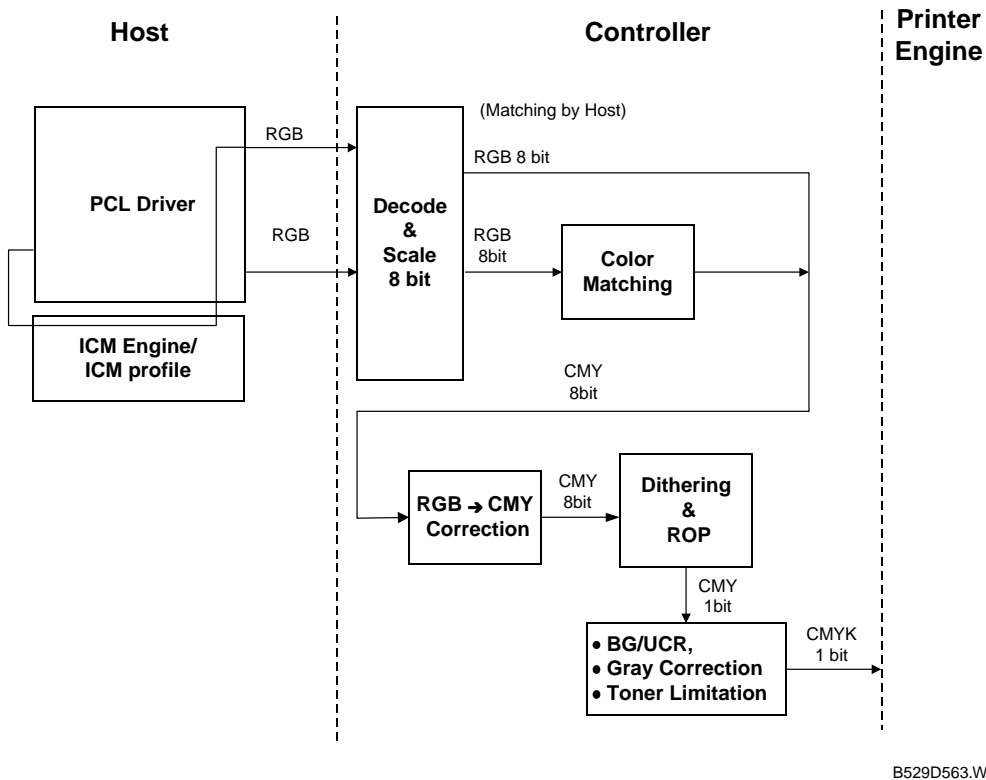 Host
Controller
Printer
Engine
(Matching by Host)
RGB
RGB 8 bit
PCL Driver
Decode
&
Scale
8 bit
RGB
RGB
8bit
Color
Matching
ICM Engine/
ICM profile
CMY
8bit
RGB → CMY
Correction
CMY
8bit
Dithering
&
ROP
CMY
1bit
• BG/UCR,
• Gray Correction
• Toner Limitation
CMYK
1 bit
B529D563.W